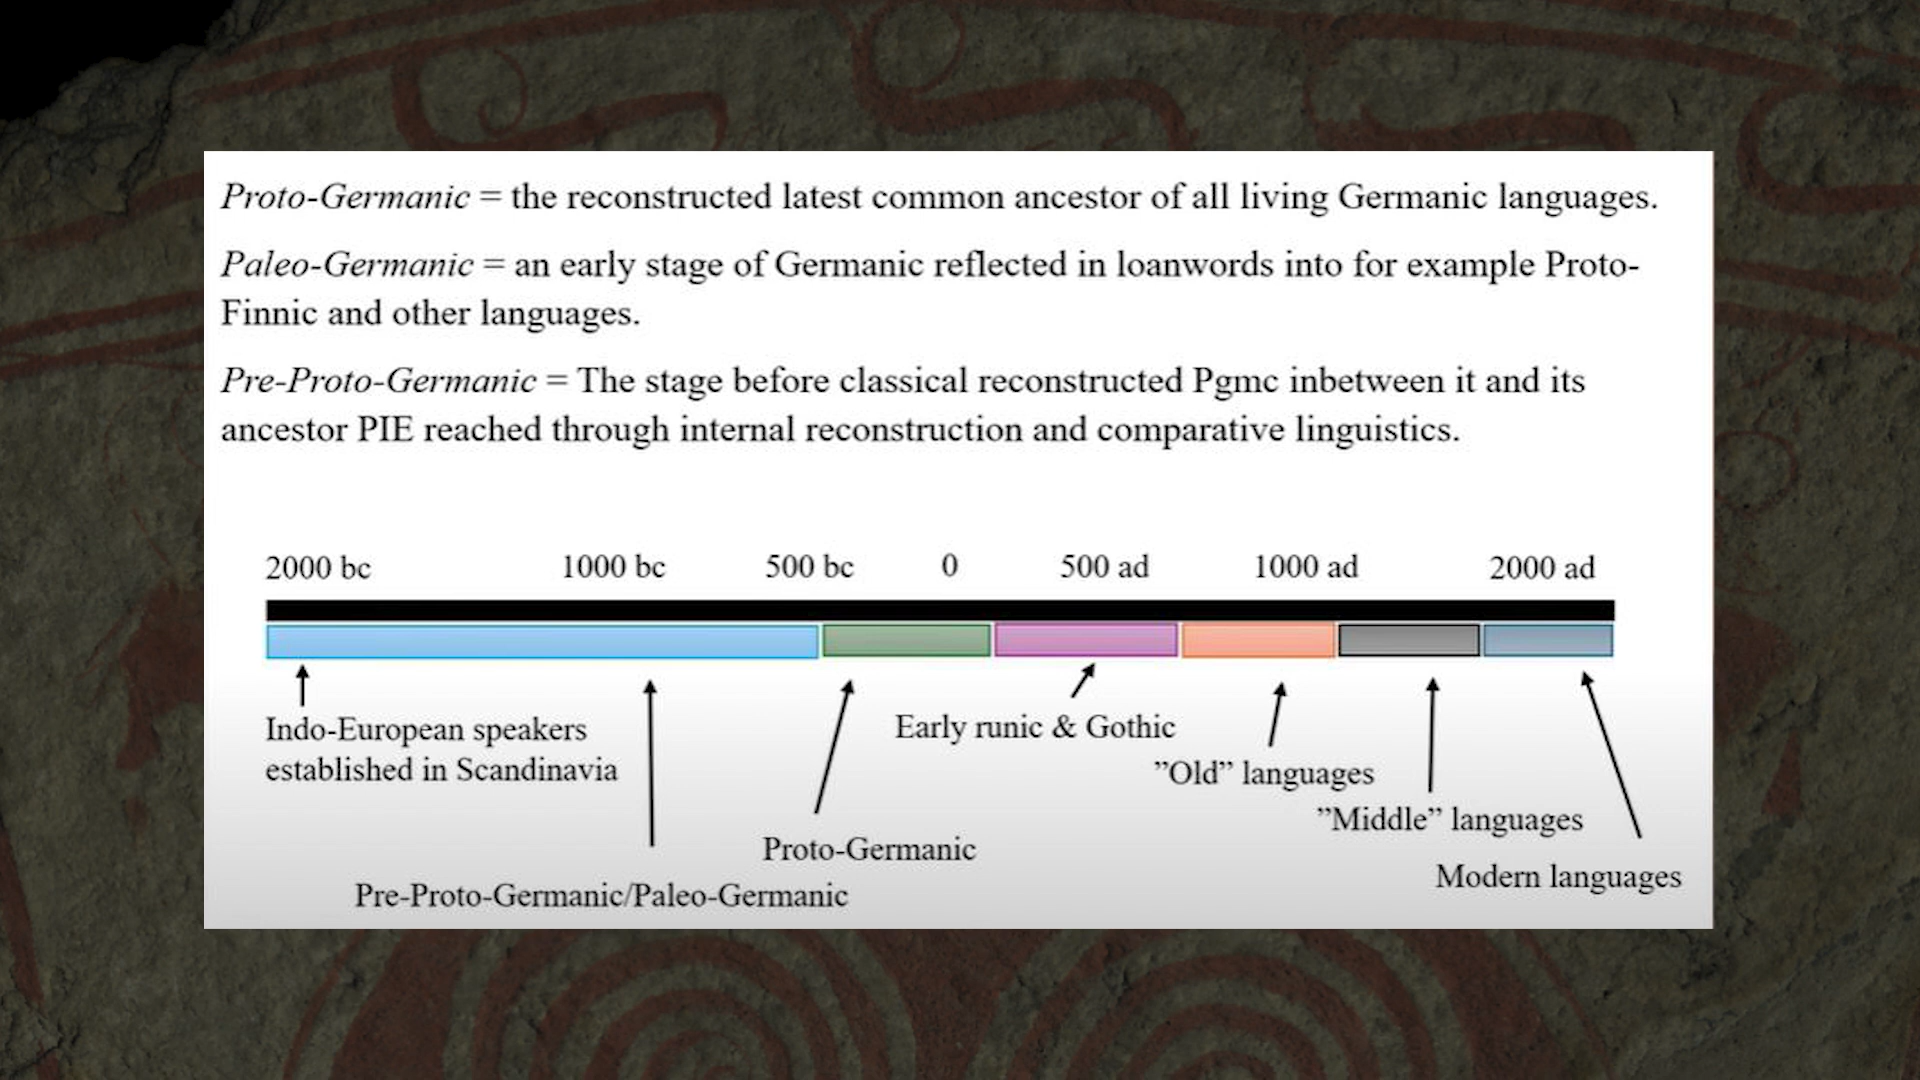 Proto-Germanic = the reconstructed latest common ancestor of all living Germanic languages.
Paleo-Germanic = an early stage of Germanic reflected in loanwords into for example Proto-
Finnic and other languages.
Pre-Proto-Germanic = The stage before classical reconstructed Pgmc inbetween it and its
ancestor PIE reached through internal reconstruction and comparative linguistics.
2000 bc 1000 bc 500 bc 0 500 ad 1000 ad 2000 ad
Indo-European speakers
established in Scandinavia
Early runic & Gothic
”Old” languages
”Middle” languages
Proto-Germanic
Modern languages
Pre-Proto-Germanic/Paleo-Germanic